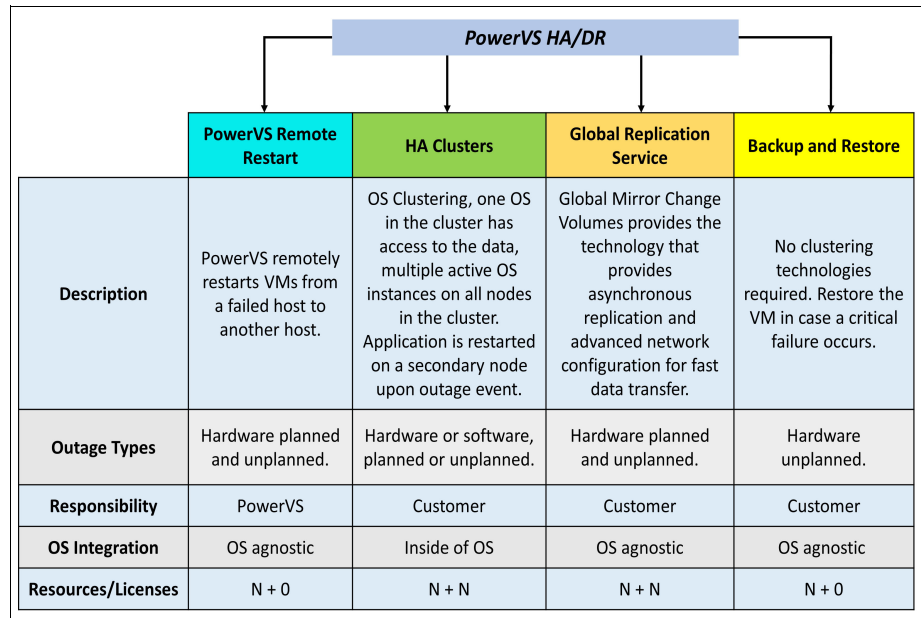 PowerVS HA/DR
PowerVS Remote
Restart
HA Clusters
Global Replication
Service
Backup and Restore
Description
PowerVS remotely
restarts VMs from
a failed host to
another host.
OS Clustering, one OS
in the cluster has
access to the data,
multiple active OS
instances on all nodes
in the cluster.
Application is restarted
on a secondary node
upon outage event.
Global Mirror Change
Volumes provides the
technology that
provides
asynchronous
replication and
advanced network
configuration for fast
data transfer.
No clustering
technologies
required. Restore the
VM in case a critical
failure occurs.
Outage Types
Hardware planned
and unplanned.
Hardware or software,
planned or unplanned.
Hardware planned
and unplanned.
Hardware
unplanned.
Responsibility
PowerVS
Customer
Customer
Customer
OS Integration
OS agnostic
Inside of OS
OS agnostic
OS agnostic
Resources/Licenses
N + 0
N + N
N + N
N + 0